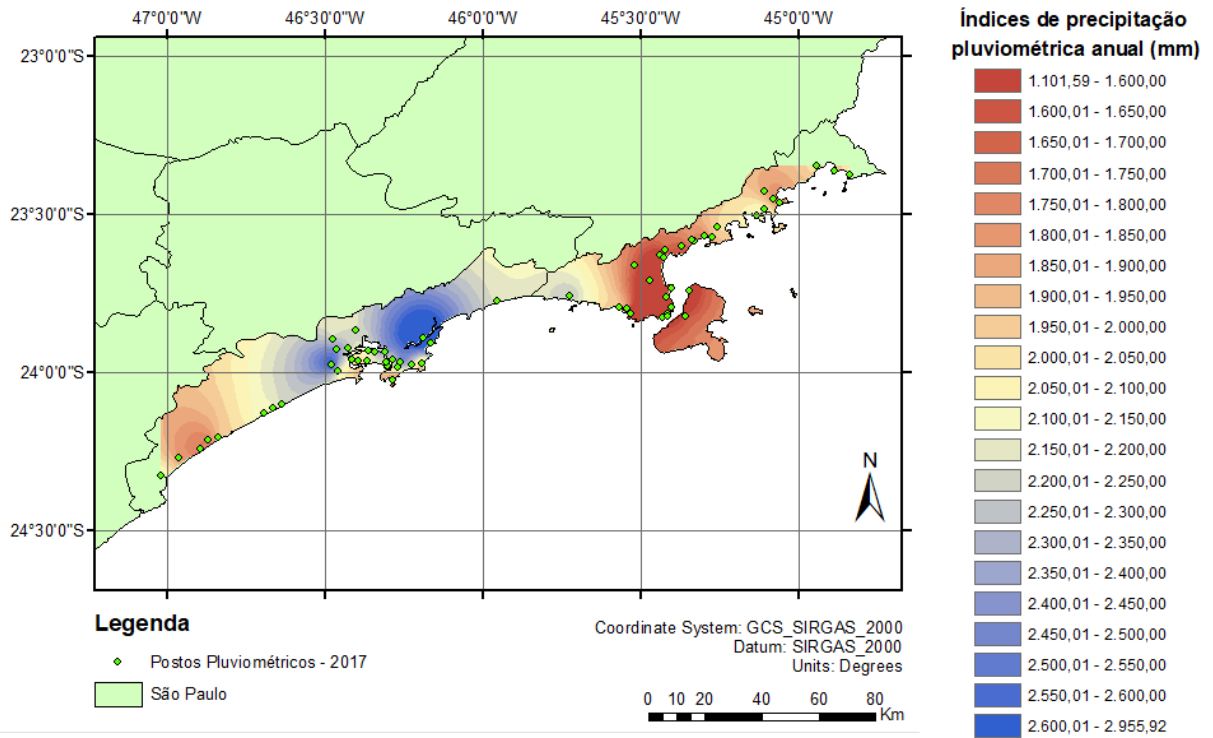 47°0'0"W 46°30'0"W 46°0'0"W 45°30'0"W 45°0'0"W
23°0'0"S
23°30'0"S
24°0'0"S
24°30'0"S
N
Legenda
Postos Pluviométricos - 2017
São Paulo
Coordinate System: GCS_SIRGAS_2000
Datum: SIRGAS_2000
Units: Degrees
0 10 20 40 60 80
Km
Índices de precipitação
pluviométrica anual (mm)
1.101,59 - 1.600,00
1.600,01 - 1.650,00
1.650,01 - 1.700,00
1.700,01 - 1.750,00
1.750,01 - 1.800,00
1.800,01 - 1.850,00
1.850,01 - 1.900,00
1.900,01 - 1.950,00
1.950,01 - 2.000,00
2.000,01 - 2.050,00
2.050,01 - 2.100,00
2.100,01 - 2.150,00
2.150,01 - 2.200,00
2.200,01 - 2.250,00
2.250,01 - 2.300,00
2.300,01 - 2.350,00
2.350,01 - 2.400,00
2.400,01 - 2.450,00
2.450,01 - 2.500,00
2.500,01 - 2.550,00
2.550,01 - 2.600,00
2.600,01 - 2.955,92